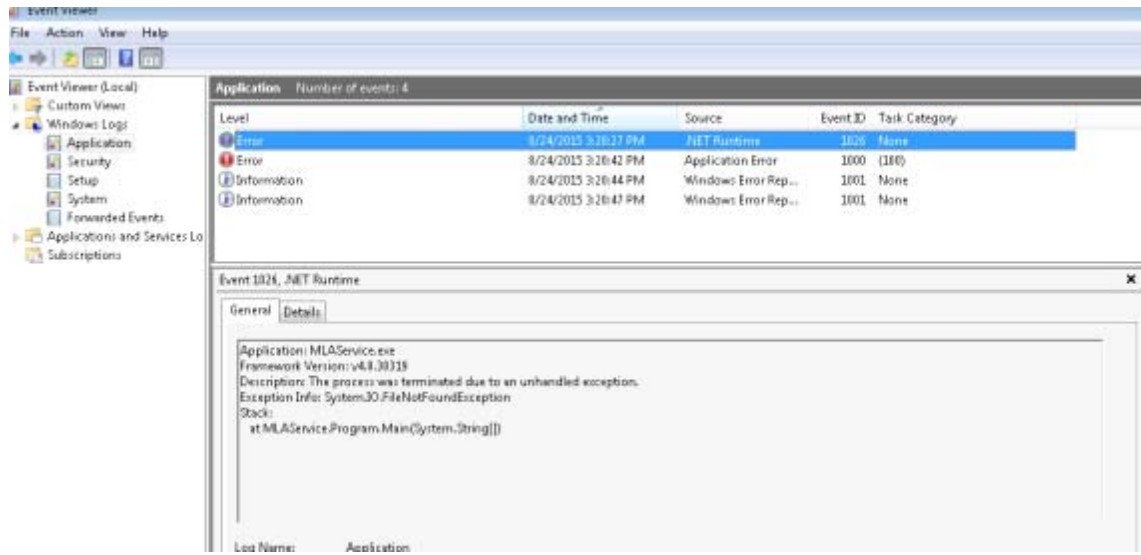 Event Viewer
File Action View Help
Event Viewer (Local)
Custom Views
Windows Logs
Application
Security
Setup
System
Forwarded Events
Applications and Services Lo
Subscriptions
Application Number of events: 4
Level Date and Time Source Event ID Task Category
Error 8/24/2015 3:28:37 PM .NET Runtime 1026 None
Error 8/24/2015 3:28:42 PM Application Error 1000 (100)
Information 8/24/2015 3:28:44 PM Windows Error Rep... 1001 None
Information 8/24/2015 3:28:47 PM Windows Error Rep... 1001 None
Event 1026, .NET Runtime
General Details
Application: MLAService.exe
Framework Version: v4.0.30319
Description: The process was terminated due to an unhandled exception.
Exception Info: System.IO.FileNotFoundException
Stack:
at MLAService.Program.Main(System.String[])
Log Name: Application